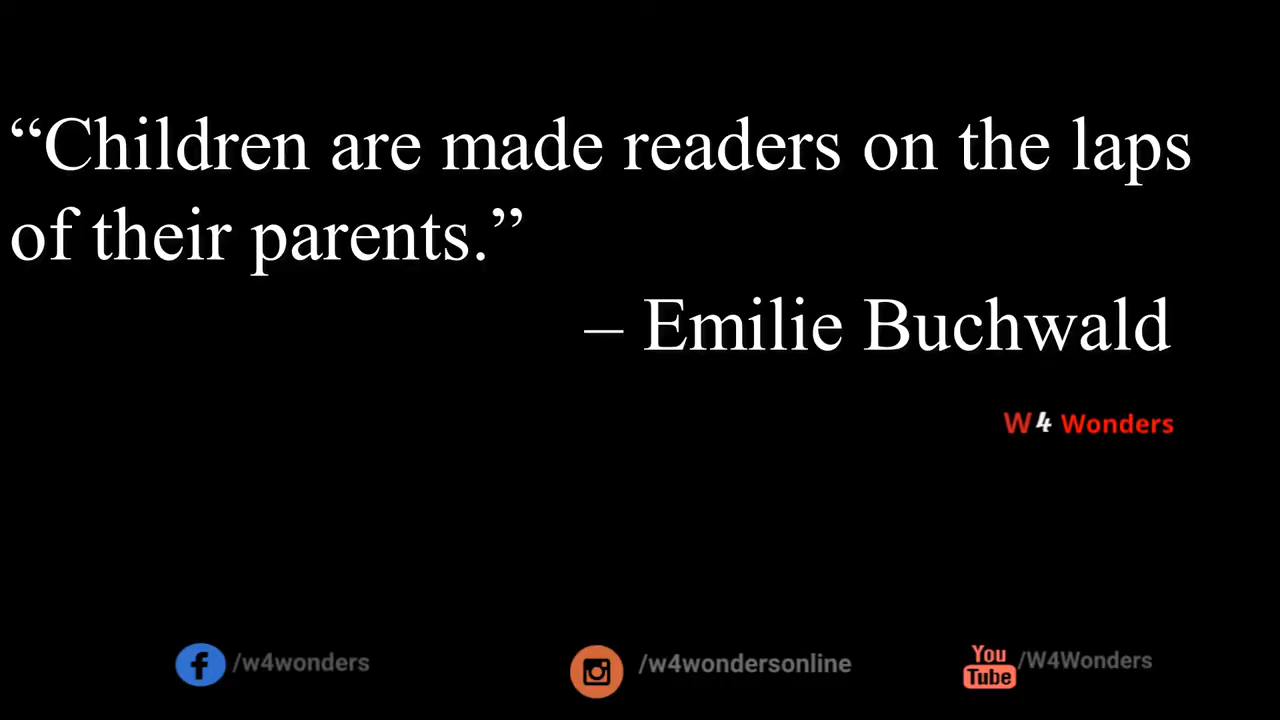 “Children are made readers on the laps
of their parents.”
– Emilie Buchwald
W4 Wonders
/w4wonders
/w4wondersonline
You
Tube
/W4Wonders